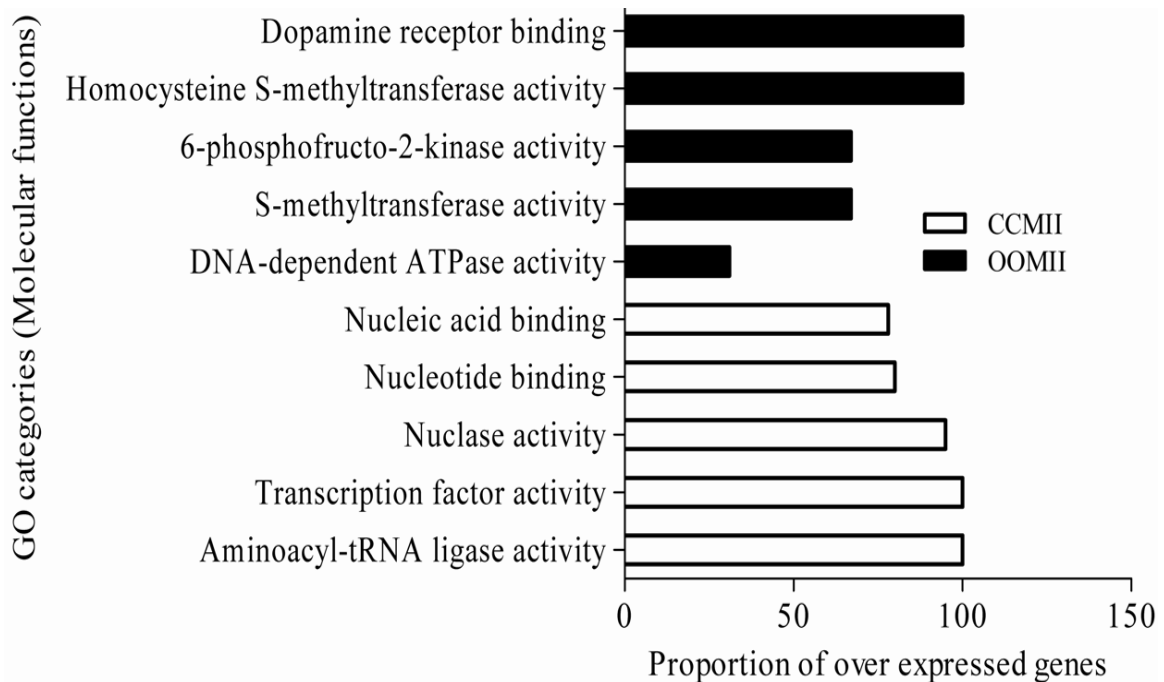 GO categories (Molecular functions)
Dopamine receptor binding
Homocysteine S-methyltransferase activity
6-phosphofructo-2-kinase activity
S-methyltransferase activity
DNA-dependent ATPase activity
Nucleic acid binding
Nucleotide binding
Nuclase activity
Transcription factor activity
Aminoacyl-tRNA ligase activity
CCMII
OOMII
0 50 100 150
Proportion of over expressed genes